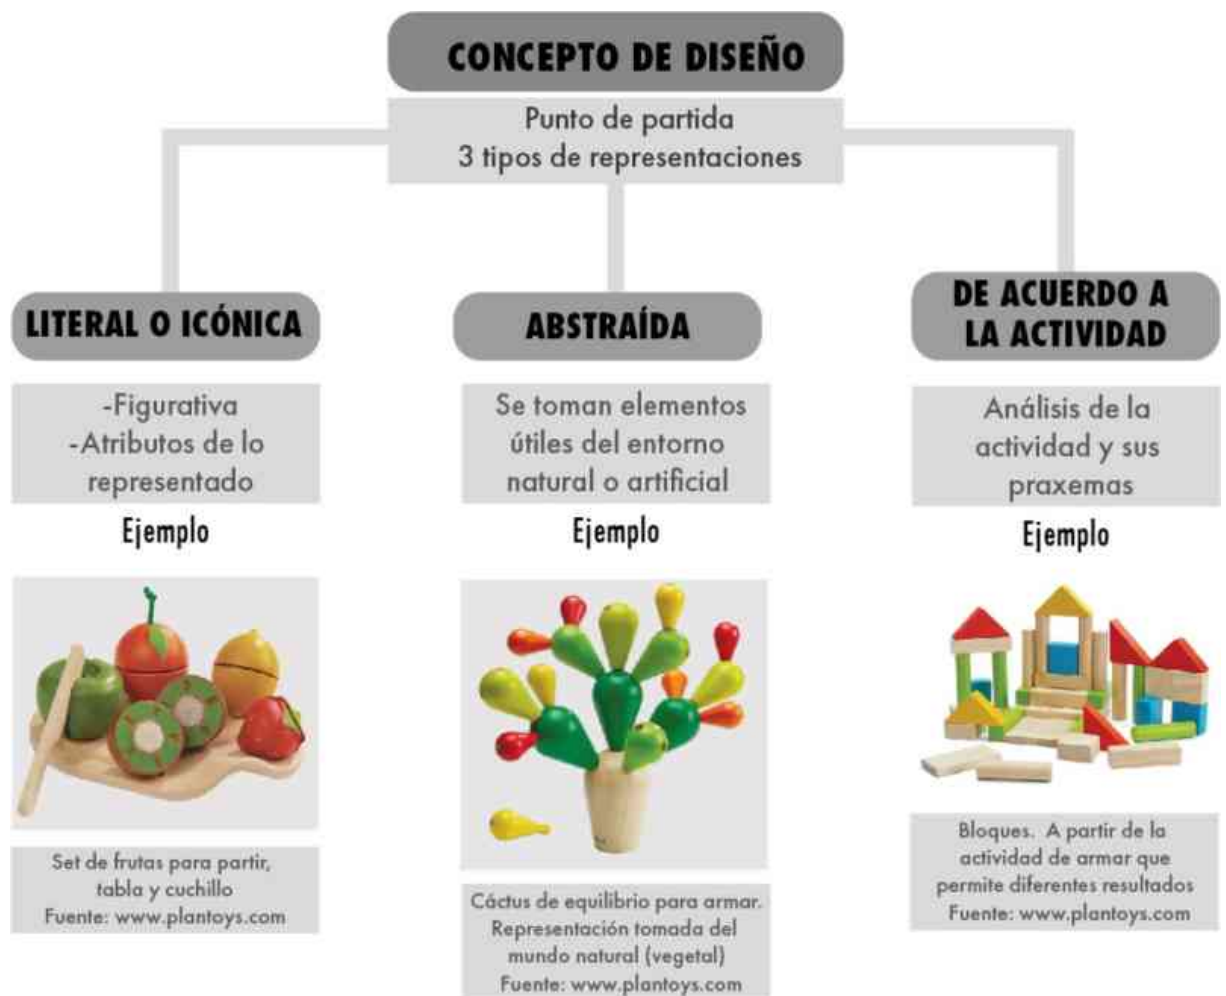 CONCEPTO DE DISEÑO
Punto de partida
3 tipos de representaciones
LITERAL O ICÓNICA
-Figurativa
-Atributos de lo
representado
Ejemplo
Set de frutas para partir,
tabla y cuchillo
Fuente: www.plantoys.com
ABSTRAÍDA
Se toman elementos
útiles del entorno
natural o artificial
Ejemplo
Cáctus de equilibrio para armar.
Representación tomada del
mundo natural (vegetal)
Fuente: www.plantoys.com
DE ACUERDO A
LA ACTIVIDAD
Análisis de la
actividad y sus
praxemas
Ejemplo
Bloques. A partir de la
actividad de armar que
permite diferentes resultados
Fuente: www.plantoys.com